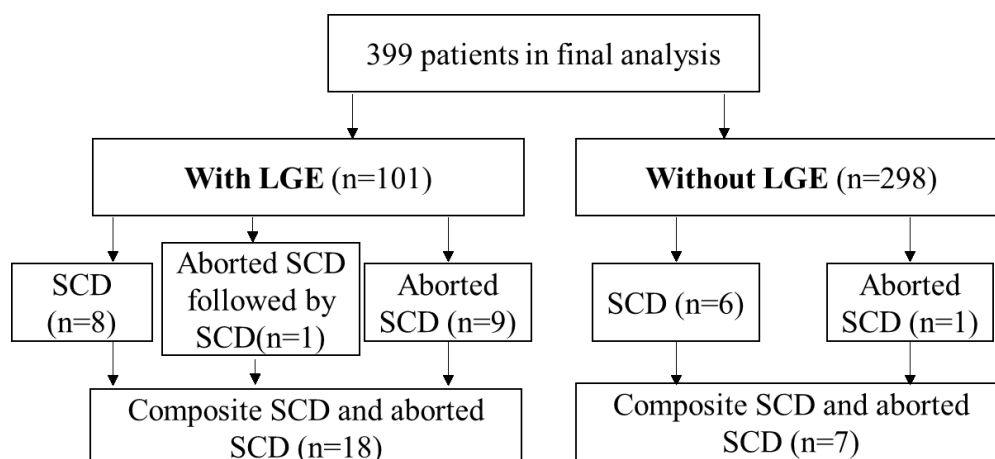 399 patients in final analysis
With LGE (n=101)
Without LGE (n=298)
SCD
(n=8)
Aborted SCD
followed by
SCD(n=1)
Aborted
SCD (n=9)
SCD (n=6)
Aborted
SCD (n=1)
Composite SCD and aborted
SCD (n=18)
Composite SCD and aborted
SCD (n=7)